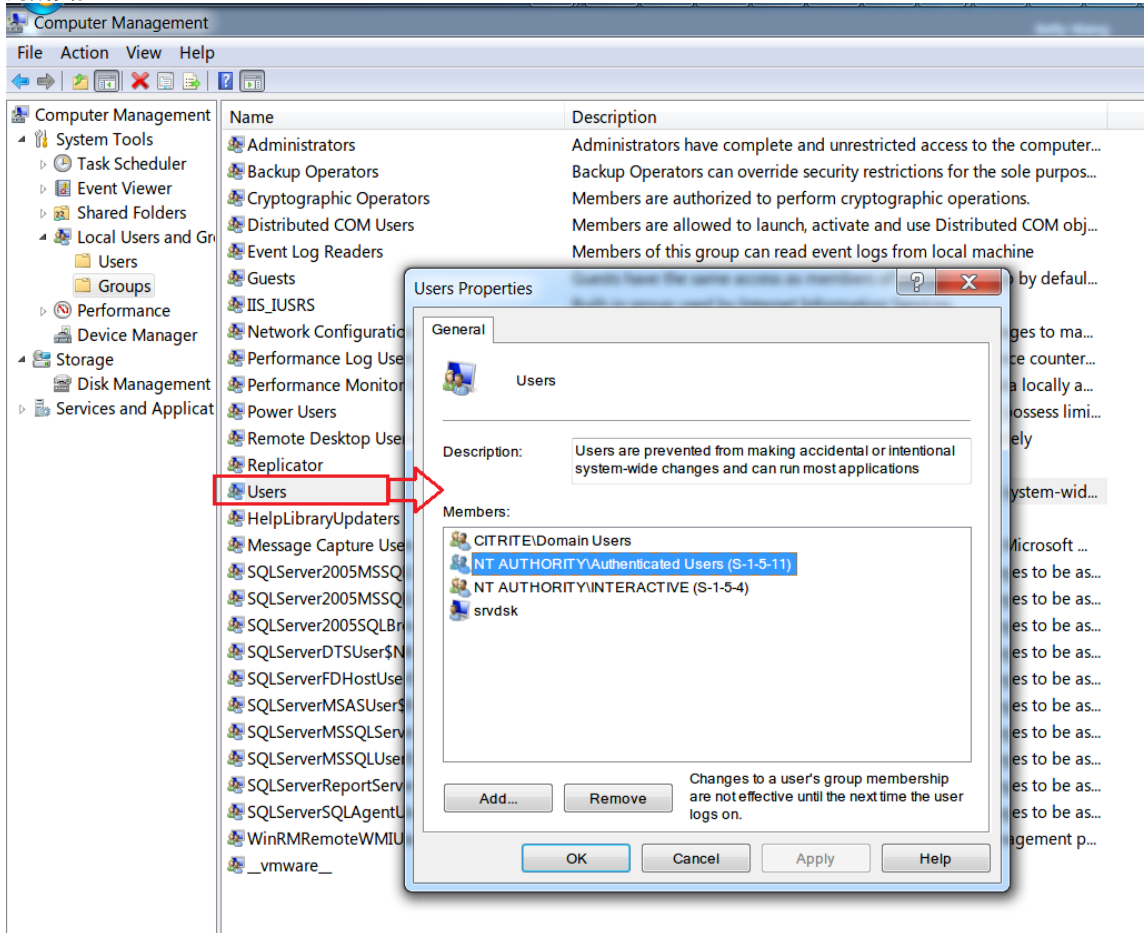 Computer Management
File Action View Help
Computer Management
System Tools
Task Scheduler
Event Viewer
Shared Folders
Local Users and Gr
Users
Groups
Performance
Device Manager
Storage
Disk Management
Services and Applicat
Name Description
Administrators Administrators have complete and unrestricted access to the computer...
Backup Operators Backup Operators can override security restrictions for the sole purpos...
Cryptographic Operators Members are authorized to perform cryptographic operations.
Distributed COM Users Members are allowed to launch, activate and use Distributed COM obj...
Event Log Readers Members of this group can read event logs from local machine
Guests by defaul...
IIS_IUSRS
Network Configuratio ges to ma...
Performance Log Use ce counter...
Performance Monitor a locally a...
Power Users possess limi...
Remote Desktop User ely
Replicator
Users ystem-wid...
HelpLibraryUpdaters
Message Capture Use Microsoft ...
SQLServer2005MSSQ es to be as...
SQLServer2005MSSQ es to be as...
SQLServer2005SQLBr es to be as...
SQLServerDTSUser$N es to be as...
SQLServerFDHostUse es to be as...
SQLServerMSASUser$ es to be as...
SQLServerMSSQLServ es to be as...
SQLServerMSSQLUser es to be as...
SQLServerReportServ es to be as...
SQLServerSQLAgentU es to be as...
WinRMRemoteWMIU agement p...
__vmware__
Users Properties
General
Users
Description: Users are prevented from making accidental or intentional
system-wide changes and can run most applications
Members:
CITRITE\Domain Users
NT AUTHORITY\Authenticated Users (S-1-5-11)
NT AUTHORITY\INTERACTIVE (S-1-5-4)
srvdsk
Add... Remove
Changes to a user's group membership
are not effective until the next time the user
logs on.
OK Cancel Apply Help